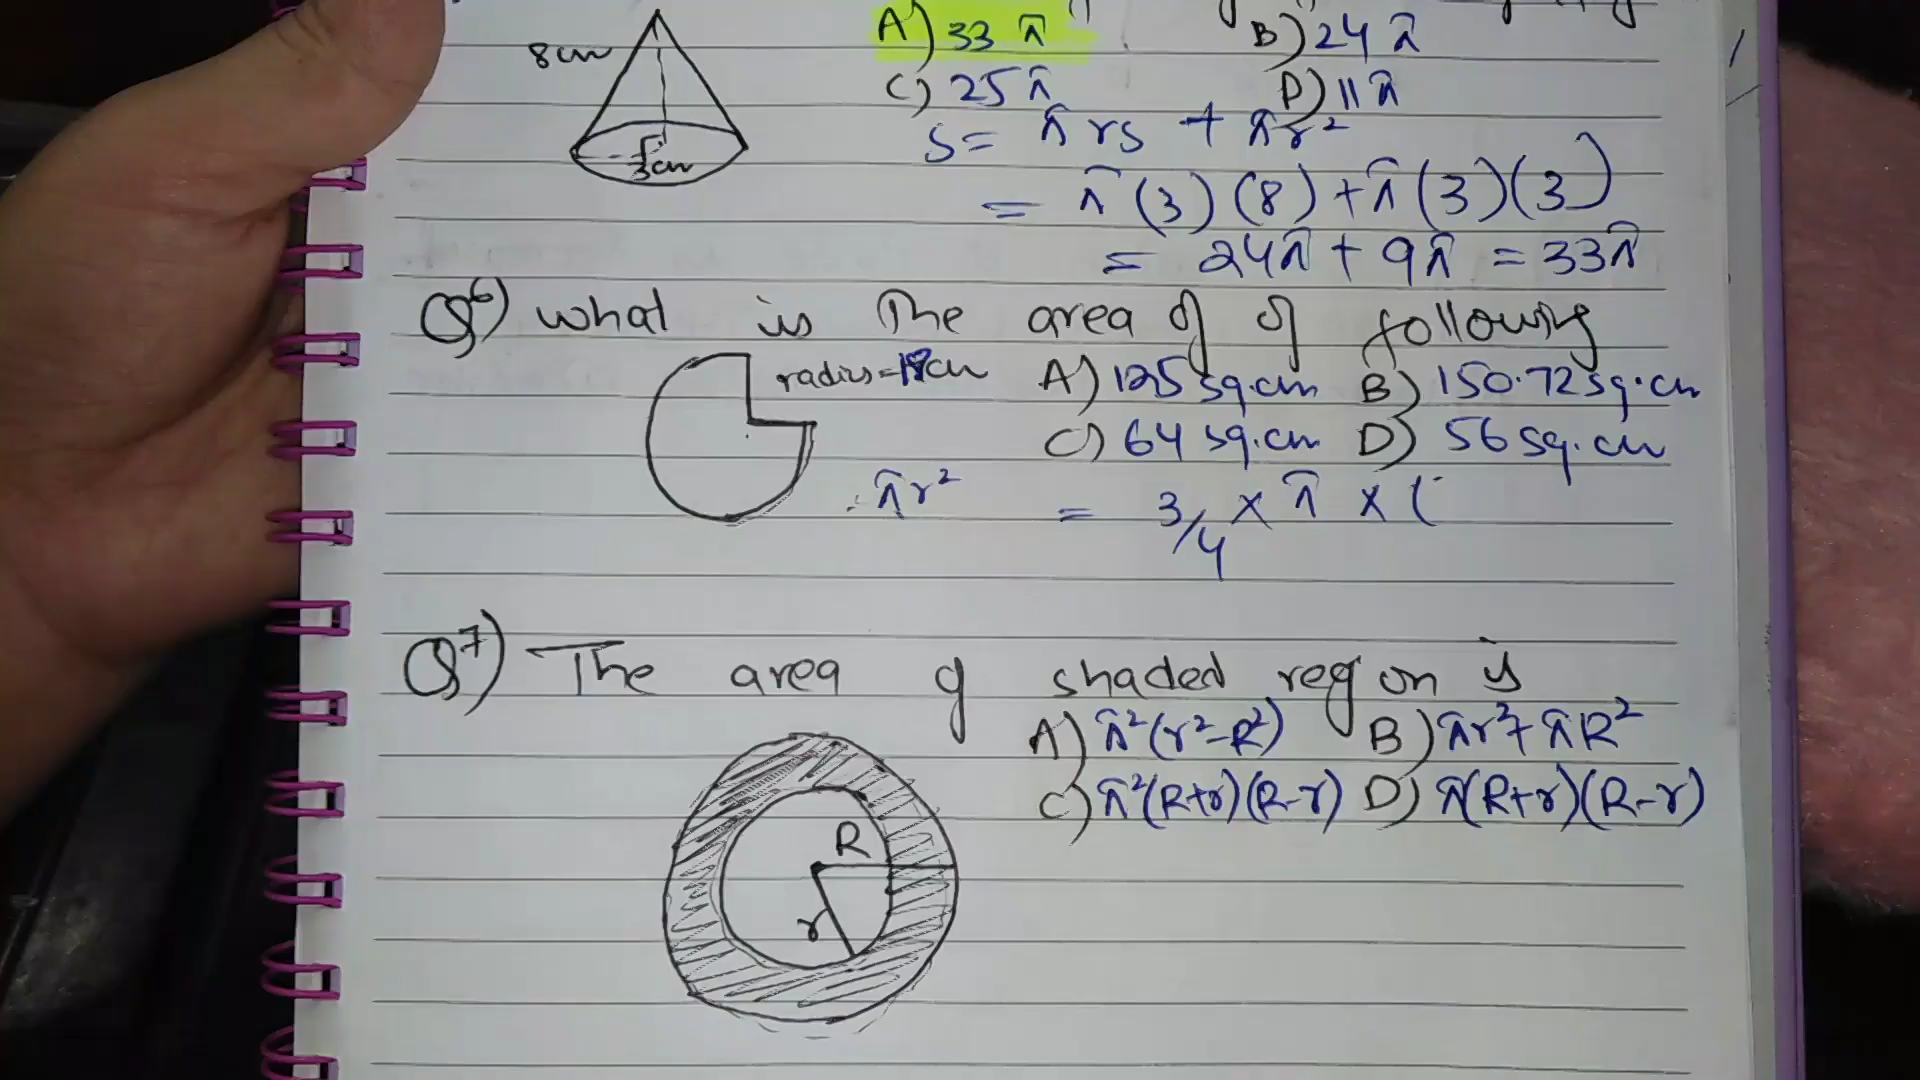 A) 33 π B) 24 π
8cm
C) 25 π D) 11 π
S = π r s + π r²
3cm
= π (3) (8) + π (3)(3)
= 24π + 9π = 33π
Q6) what is The area of of following
radius = cm A) 125 sq.cm B) 150.72 sq.cm
C) 64 sq.cm D) 56 sq.cm
πr² = 3/4 × π × (
Q7) The area of shaded region is
A) π²(r²-R²) B) πr²+πR²
C) π²(R+r)(R-r) D) π(R+r)(R-r)
R
r